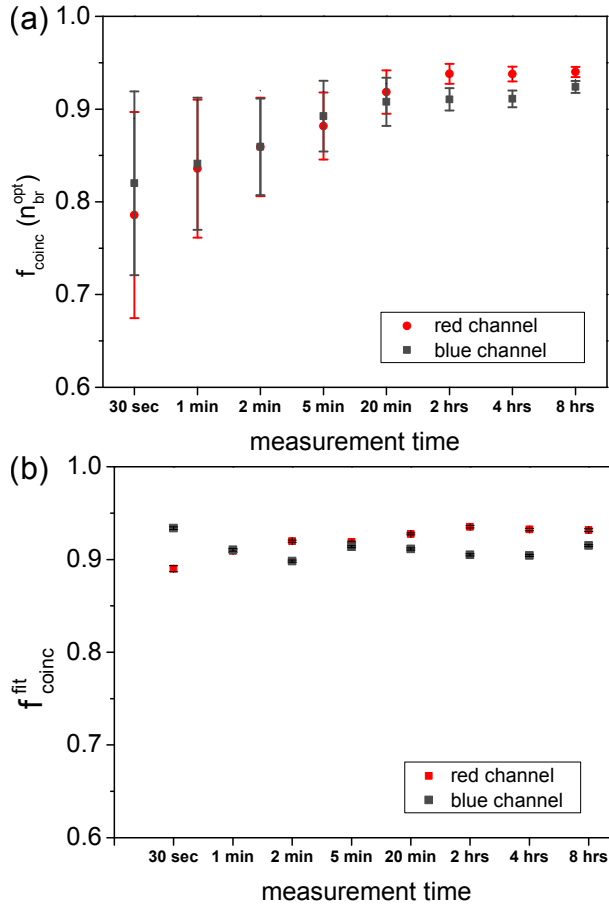 (a)
1.0
0.9
0.8
0.7
0.6
f_coinc (n_br^opt)
red channel
blue channel
30 sec 1 min 2 min 5 min 20 min 2 hrs 4 hrs 8 hrs
measurement time
(b)
1.0
0.9
0.8
0.7
0.6
f_coinc^fit
red channel
blue channel
30 sec 1 min 2 min 5 min 20 min 2 hrs 4 hrs 8 hrs
measurement time